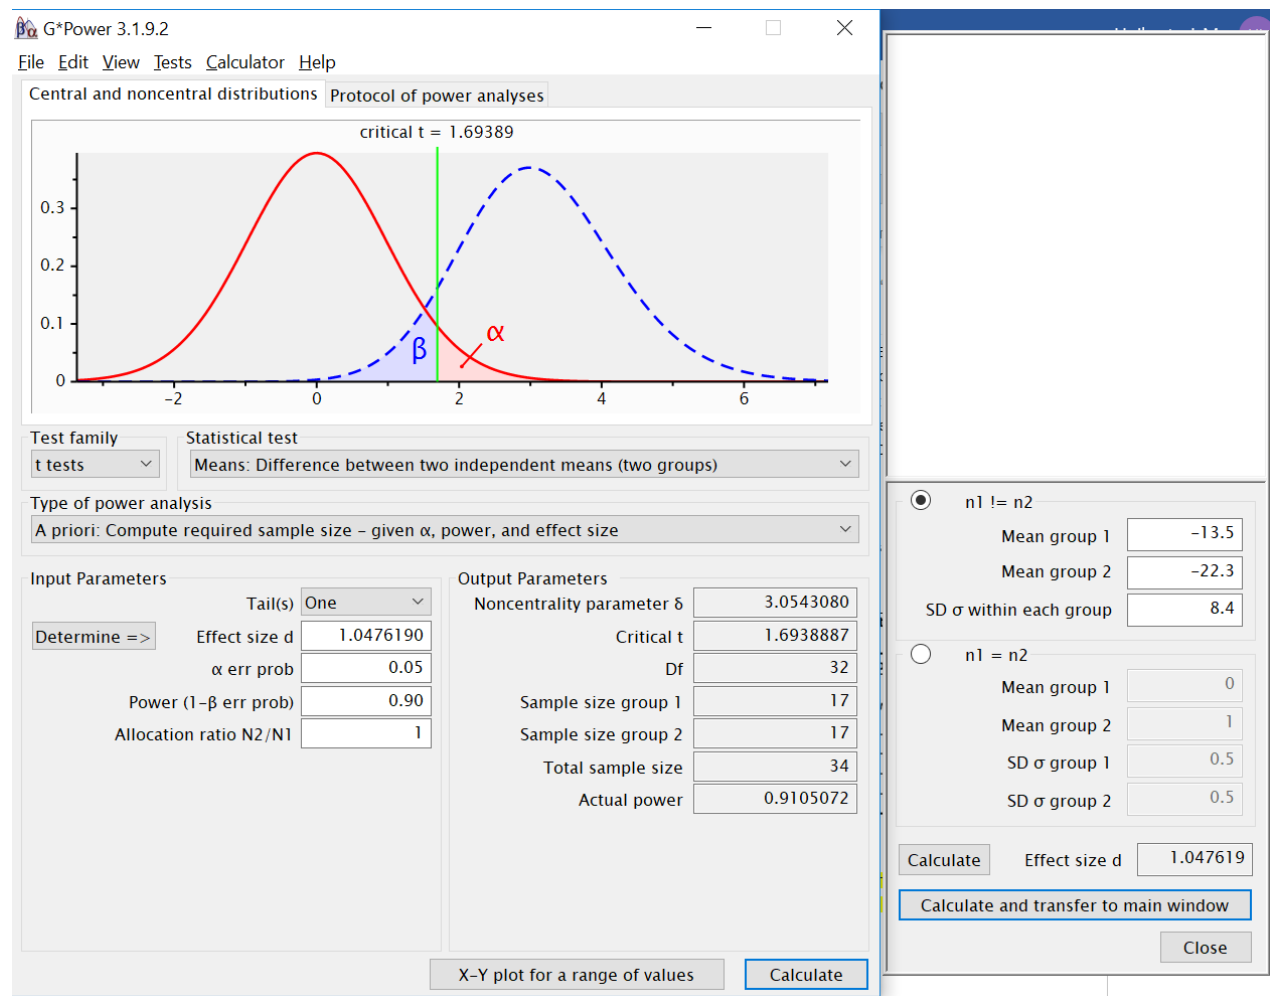 G*Power 3.1.9.2
File Edit View Tests Calculator Help
Central and noncentral distributions Protocol of power analyses
critical t = 1.69389
0.3
0.2
0.1
0
β
α
-2 0 2 4 6
Test family
t tests
Statistical test
Means: Difference between two independent means (two groups)
Type of power analysis
A priori: Compute required sample size – given α, power, and effect size
Input Parameters
Tail(s) One
Determine => Effect size d 1.0476190
α err prob 0.05
Power (1-β err prob) 0.90
Allocation ratio N2/N1 1
Output Parameters
Noncentrality parameter δ 3.0543080
Critical t 1.6938887
Df 32
Sample size group 1 17
Sample size group 2 17
Total sample size 34
Actual power 0.9105072
X-Y plot for a range of values Calculate
n1 != n2
Mean group 1 -13.5
Mean group 2 -22.3
SD σ within each group 8.4
n1 = n2
Mean group 1 0
Mean group 2 1
SD σ group 1 0.5
SD σ group 2 0.5
Calculate Effect size d 1.047619
Calculate and transfer to main window
Close